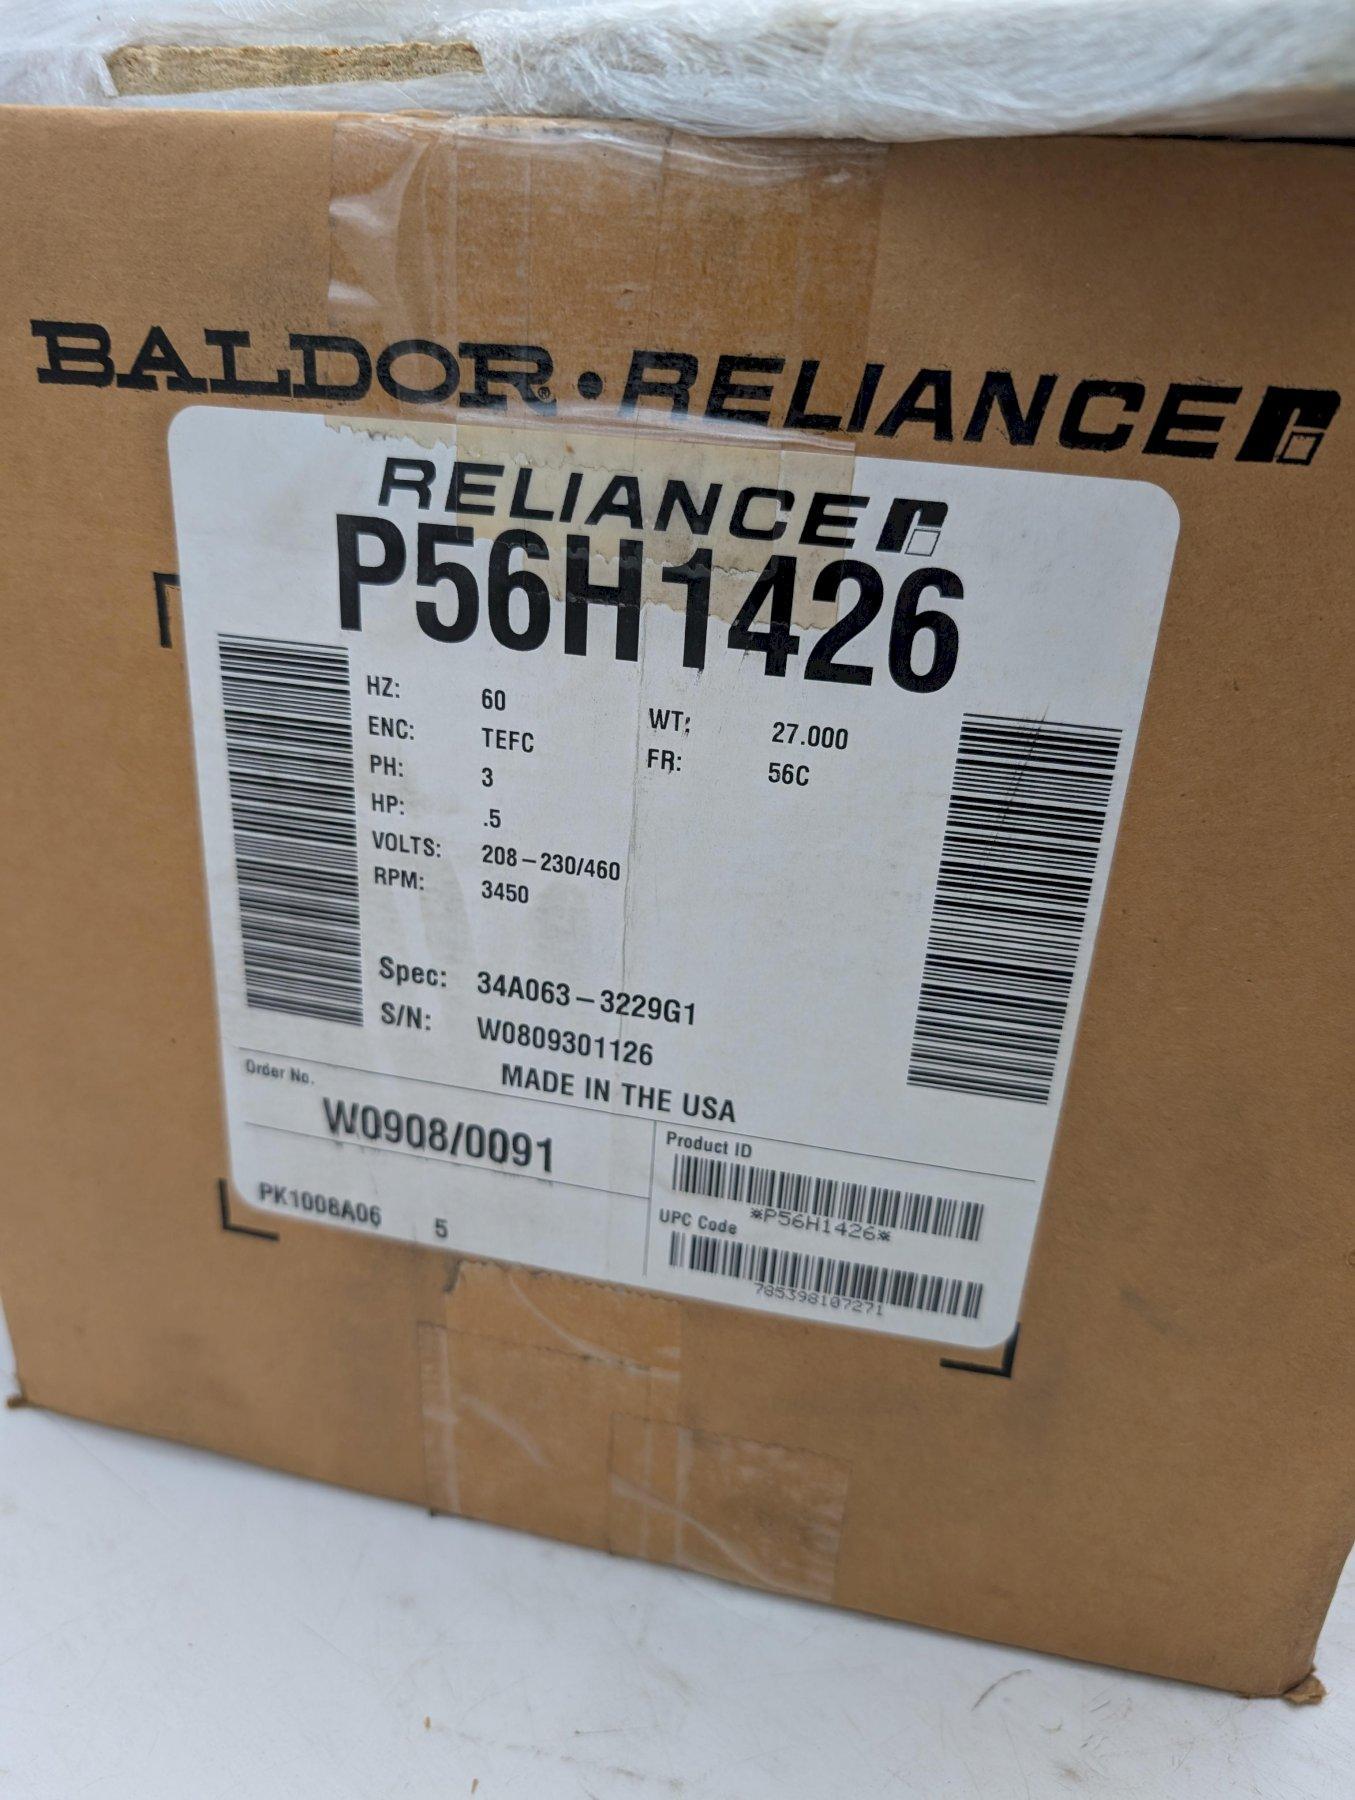 BALDOR®•RELIANCE
RELIANCE
P56H1426
HZ: 60
ENC: TEFC
PH: 3
HP: .5
VOLTS: 208-230/460
RPM: 3450
WT: 27.000
FR: 56C
Spec: 34A063-3229G1
S/N: W0809301126
MADE IN THE USA
Order No.
W0908/0091
PK1008A06 5
Product ID
*P56H1426*
UPC Code
785398107271